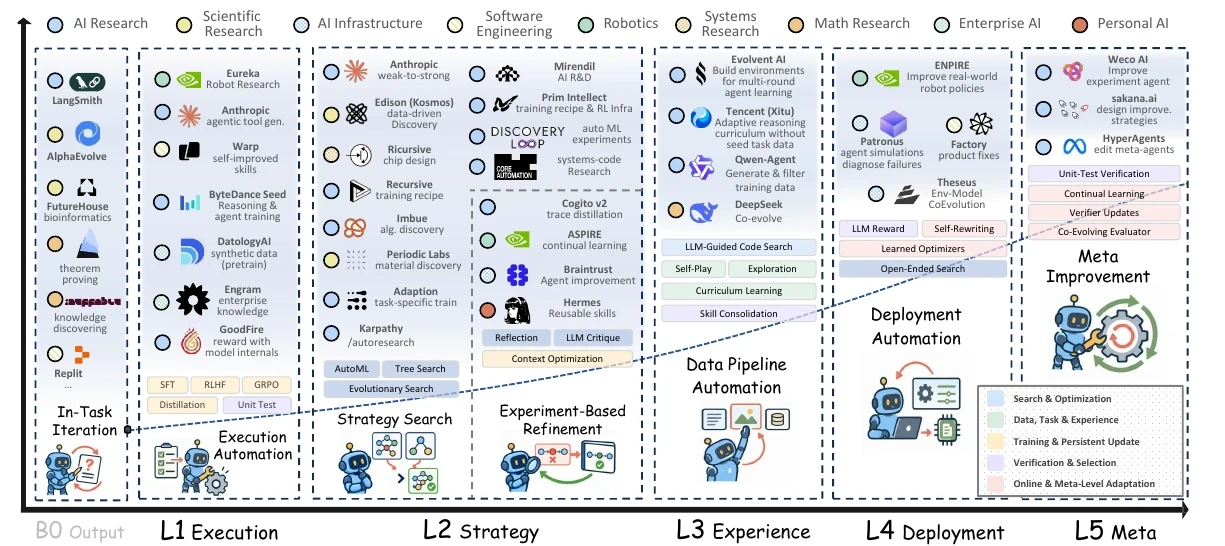 AI Research
Scientific
Research
AI Infrastructure
Software
Engineering
Robotics
Systems
Research
Math Research
Enterprise AI
Personal AI
LangSmith
AlphaEvolve
FutureHouse
bioinformatics
theorem
proving
knowledge
discovering
Replit
...
In-Task
Iteration
?
B0 Output
Eureka
Robot Research
Anthropic
agentic tool gen.
Warp
self-improved
skills
ByteDance Seed
Reasoning &
agent training
DatologyAI
synthetic data
(pretrain)
Engram
enterprise
knowledge
GoodFire
reward with
model internals
SFT
RLHF
GRPO
Distillation
Unit Test
Execution
Automation
L1 Execution
Anthropic
weak-to-strong
Edison (Kosmos)
data-driven
Discovery
Ricursive
chip design
Recursive
training recipe
Imbue
alg. discovery
Periodic Labs
material discovery
Adaption
task-specific train
Karpathy
/autoresearch
AutoML
Tree Search
Evolutionary Search
Strategy Search
Mirendil
AI R&D
Prim Intellect
training recipe & RL Infra
DISCOVERY
LOOP
auto ML
experiments
CORE
AUTOMATION
systems-code
Research
Cogito v2
trace distillation
ASPIRE
continual learning
Braintrust
Agent improvement
Hermes
Reusable skills
Reflection
LLM Critique
Context Optimization
Experiment-Based
Refinement
L2 Strategy
Evolvent AI
Build environments
for multi-round
agent learning
Tencent (Xitu)
Adaptive reasoning
curriculum without
seed task data
Qwen-Agent
Generate & filter
training data
DeepSeek
Co-evolve
LLM-Guided Code Search
Self-Play
Exploration
Curriculum Learning
Skill Consolidation
Data Pipeline
Automation
L3 Experience
ENPIRE
Improve real-world
robot policies
Patronus
agent simulations
diagnose failures
Factory
product fixes
Theseus
Env-Model
CoEvolution
LLM Reward
Self-Rewriting
Learned Optimizers
Open-Ended Search
Deployment
Automation
L4 Deployment
Weco AI
Improve
experiment agent
sakana.ai
design improve.
strategies
HyperAgents
edit meta-agents
Unit-Test Verification
Continual Learning
Verifier Updates
Co-Evolving Evaluator
Meta
Improvement
Search & Optimization
Data, Task & Experience
Training & Persistent Update
Verification & Selection
Online & Meta-Level Adaptation
L5 Meta